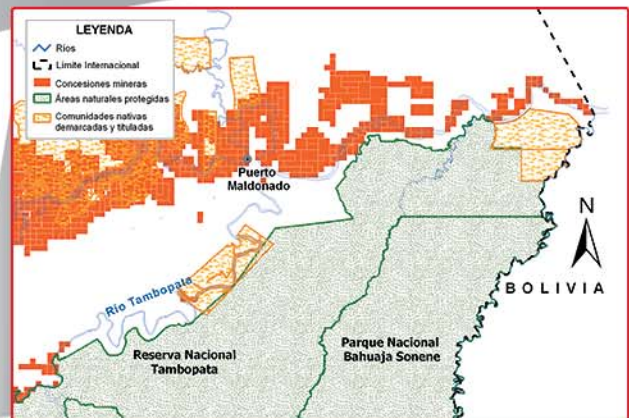 LEYENDA
Ríos
Límite Internacional
Concesiones mineras
Áreas naturales protegidas
Comunidades nativas
demarcadas y tituladas
Puerto
Maldonado
N
BOLIVIA
Río Tambopata
Reserva Nacional
Tambopata
Parque Nacional
Bahuaja Sonene